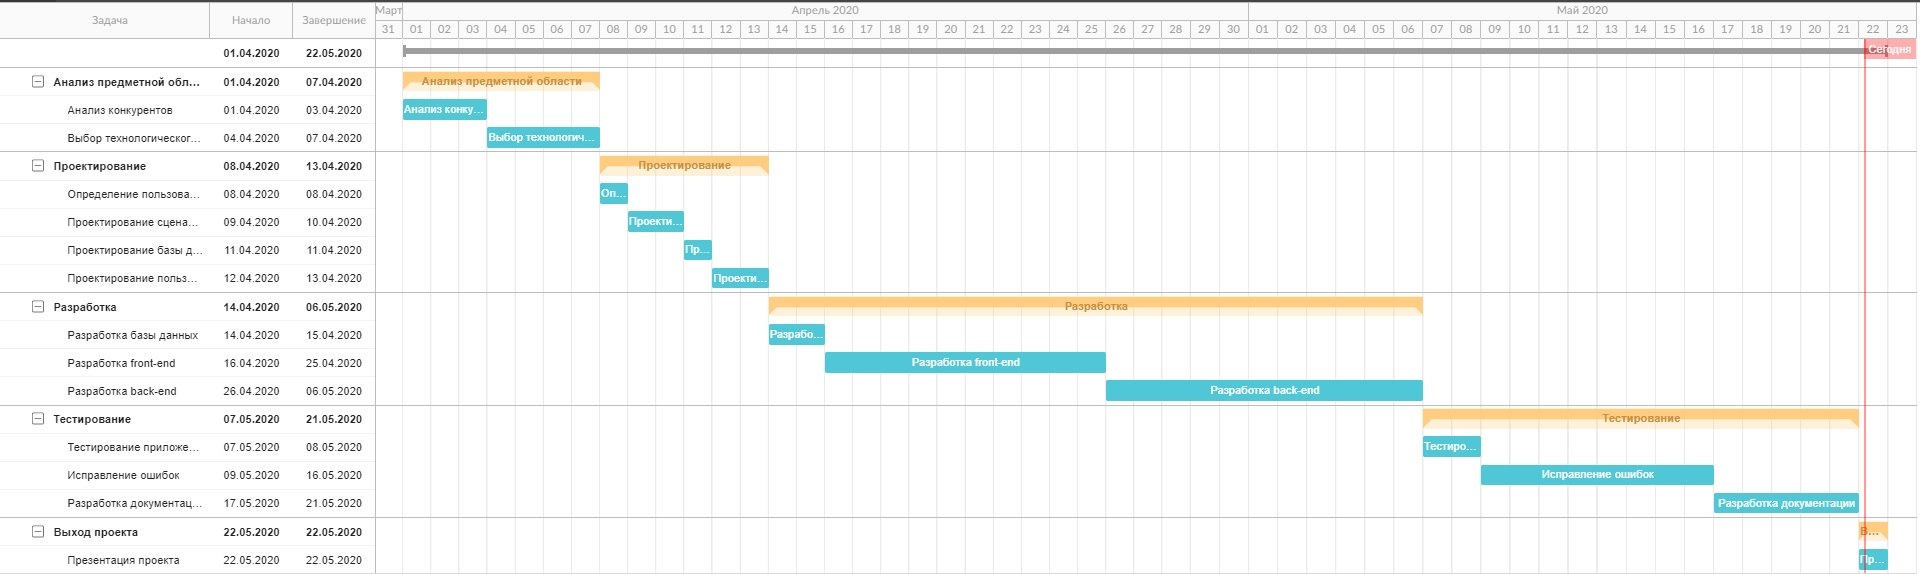 Задача Начало Завершение Март Апрель 2020 Май 2020
31 01 02 03 04 05 06 07 08 09 10 11 12 13 14 15 16 17 18 19 20 21 22 23 24 25 26 27 28 29 30 01 02 03 04 05 06 07 08 09 10 11 12 13 14 15 16 17 18 19 20 21 22 23
01.04.2020 22.05.2020 Сегодня
Анализ предметной обл... 01.04.2020 07.04.2020 Анализ предметной области
Анализ конкурентов 01.04.2020 03.04.2020 Анализ конку...
Выбор технологическог... 04.04.2020 07.04.2020 Выбор технологич...
Проектирование 08.04.2020 13.04.2020 Проектирование
Определение пользова... 08.04.2020 08.04.2020 Оп...
Проектирование сцена... 09.04.2020 10.04.2020 Проекти...
Проектирование базы д... 11.04.2020 11.04.2020 Пр...
Проектирование польз... 12.04.2020 13.04.2020 Проекти...
Разработка 14.04.2020 06.05.2020 Разработка
Разработка базы данных 14.04.2020 15.04.2020 Разрабо...
Разработка front-end 16.04.2020 25.04.2020 Разработка front-end
Разработка back-end 26.04.2020 06.05.2020 Разработка back-end
Тестирование 07.05.2020 21.05.2020 Тестирование
Тестирование приложе... 07.05.2020 08.05.2020 Тестиро...
Исправление ошибок 09.05.2020 16.05.2020 Исправление ошибок
Разработка документац... 17.05.2020 21.05.2020 Разработка документации
Выход проекта 22.05.2020 22.05.2020 В...
Презентация проекта 22.05.2020 22.05.2020 Пр...